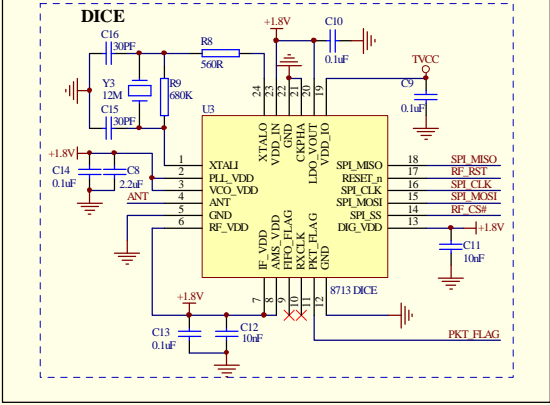 DICE
+1.8V
C10
0.1uF
C16
30PF
R8
560R
Y3
12M
R9
680K
C15
30PF
TVCC
C9
0.1uF
U3
24
23
22
21
20
19
XTALO
VDD_IN
GND
CKPHA
LDO_VOUT
VDD_IO
+1.8V
C14
0.1uF
C8
2.2uF
ANT
1
2
3
4
5
6
XTALI
PLL_VDD
VCO_VDD
ANT
GND
RF_VDD
SPI_MISO
RESET_n
SPI_CLK
SPI_MOSI
SPI_SS
DIG_VDD
18
17
16
15
14
13
SPI_MISO
RF_RST
SPI_CLK
SPI_MOSI
RF_CS#
+1.8V
C11
10nF
IF_VDD
AMS_VDD
FIFO_FLAG
RXCLK
PKT_FLAG
GND
7
8
9
10
11
12
8713 DICE
+1.8V
C13
0.1uF
C12
10nF
PKT_FLAG